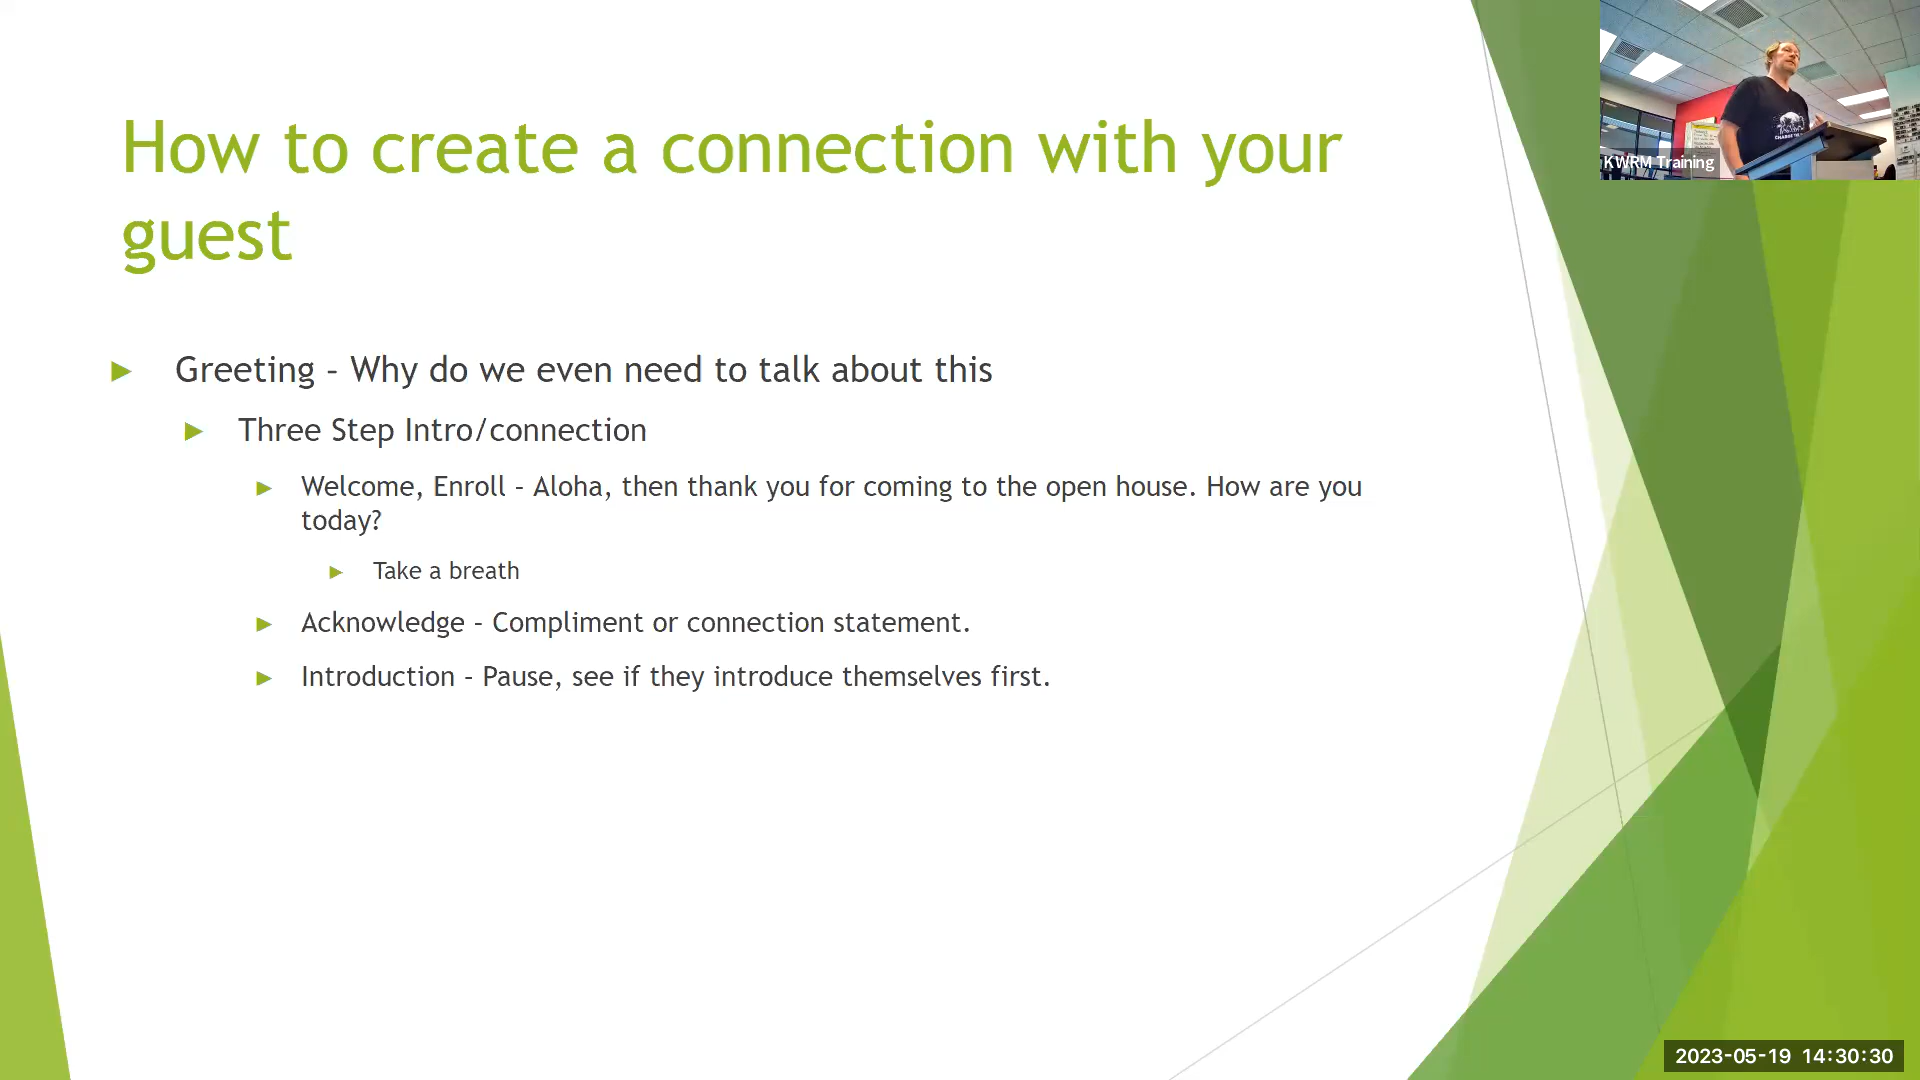 How to create a connection with your
guest
KWRM Training
Greeting – Why do we even need to talk about this
Three Step Intro/connection
Welcome, Enroll – Aloha, then thank you for coming to the open house. How are you
today?
Take a breath
Acknowledge – Compliment or connection statement.
Introduction – Pause, see if they introduce themselves first.
2023-05-19 14:30:30